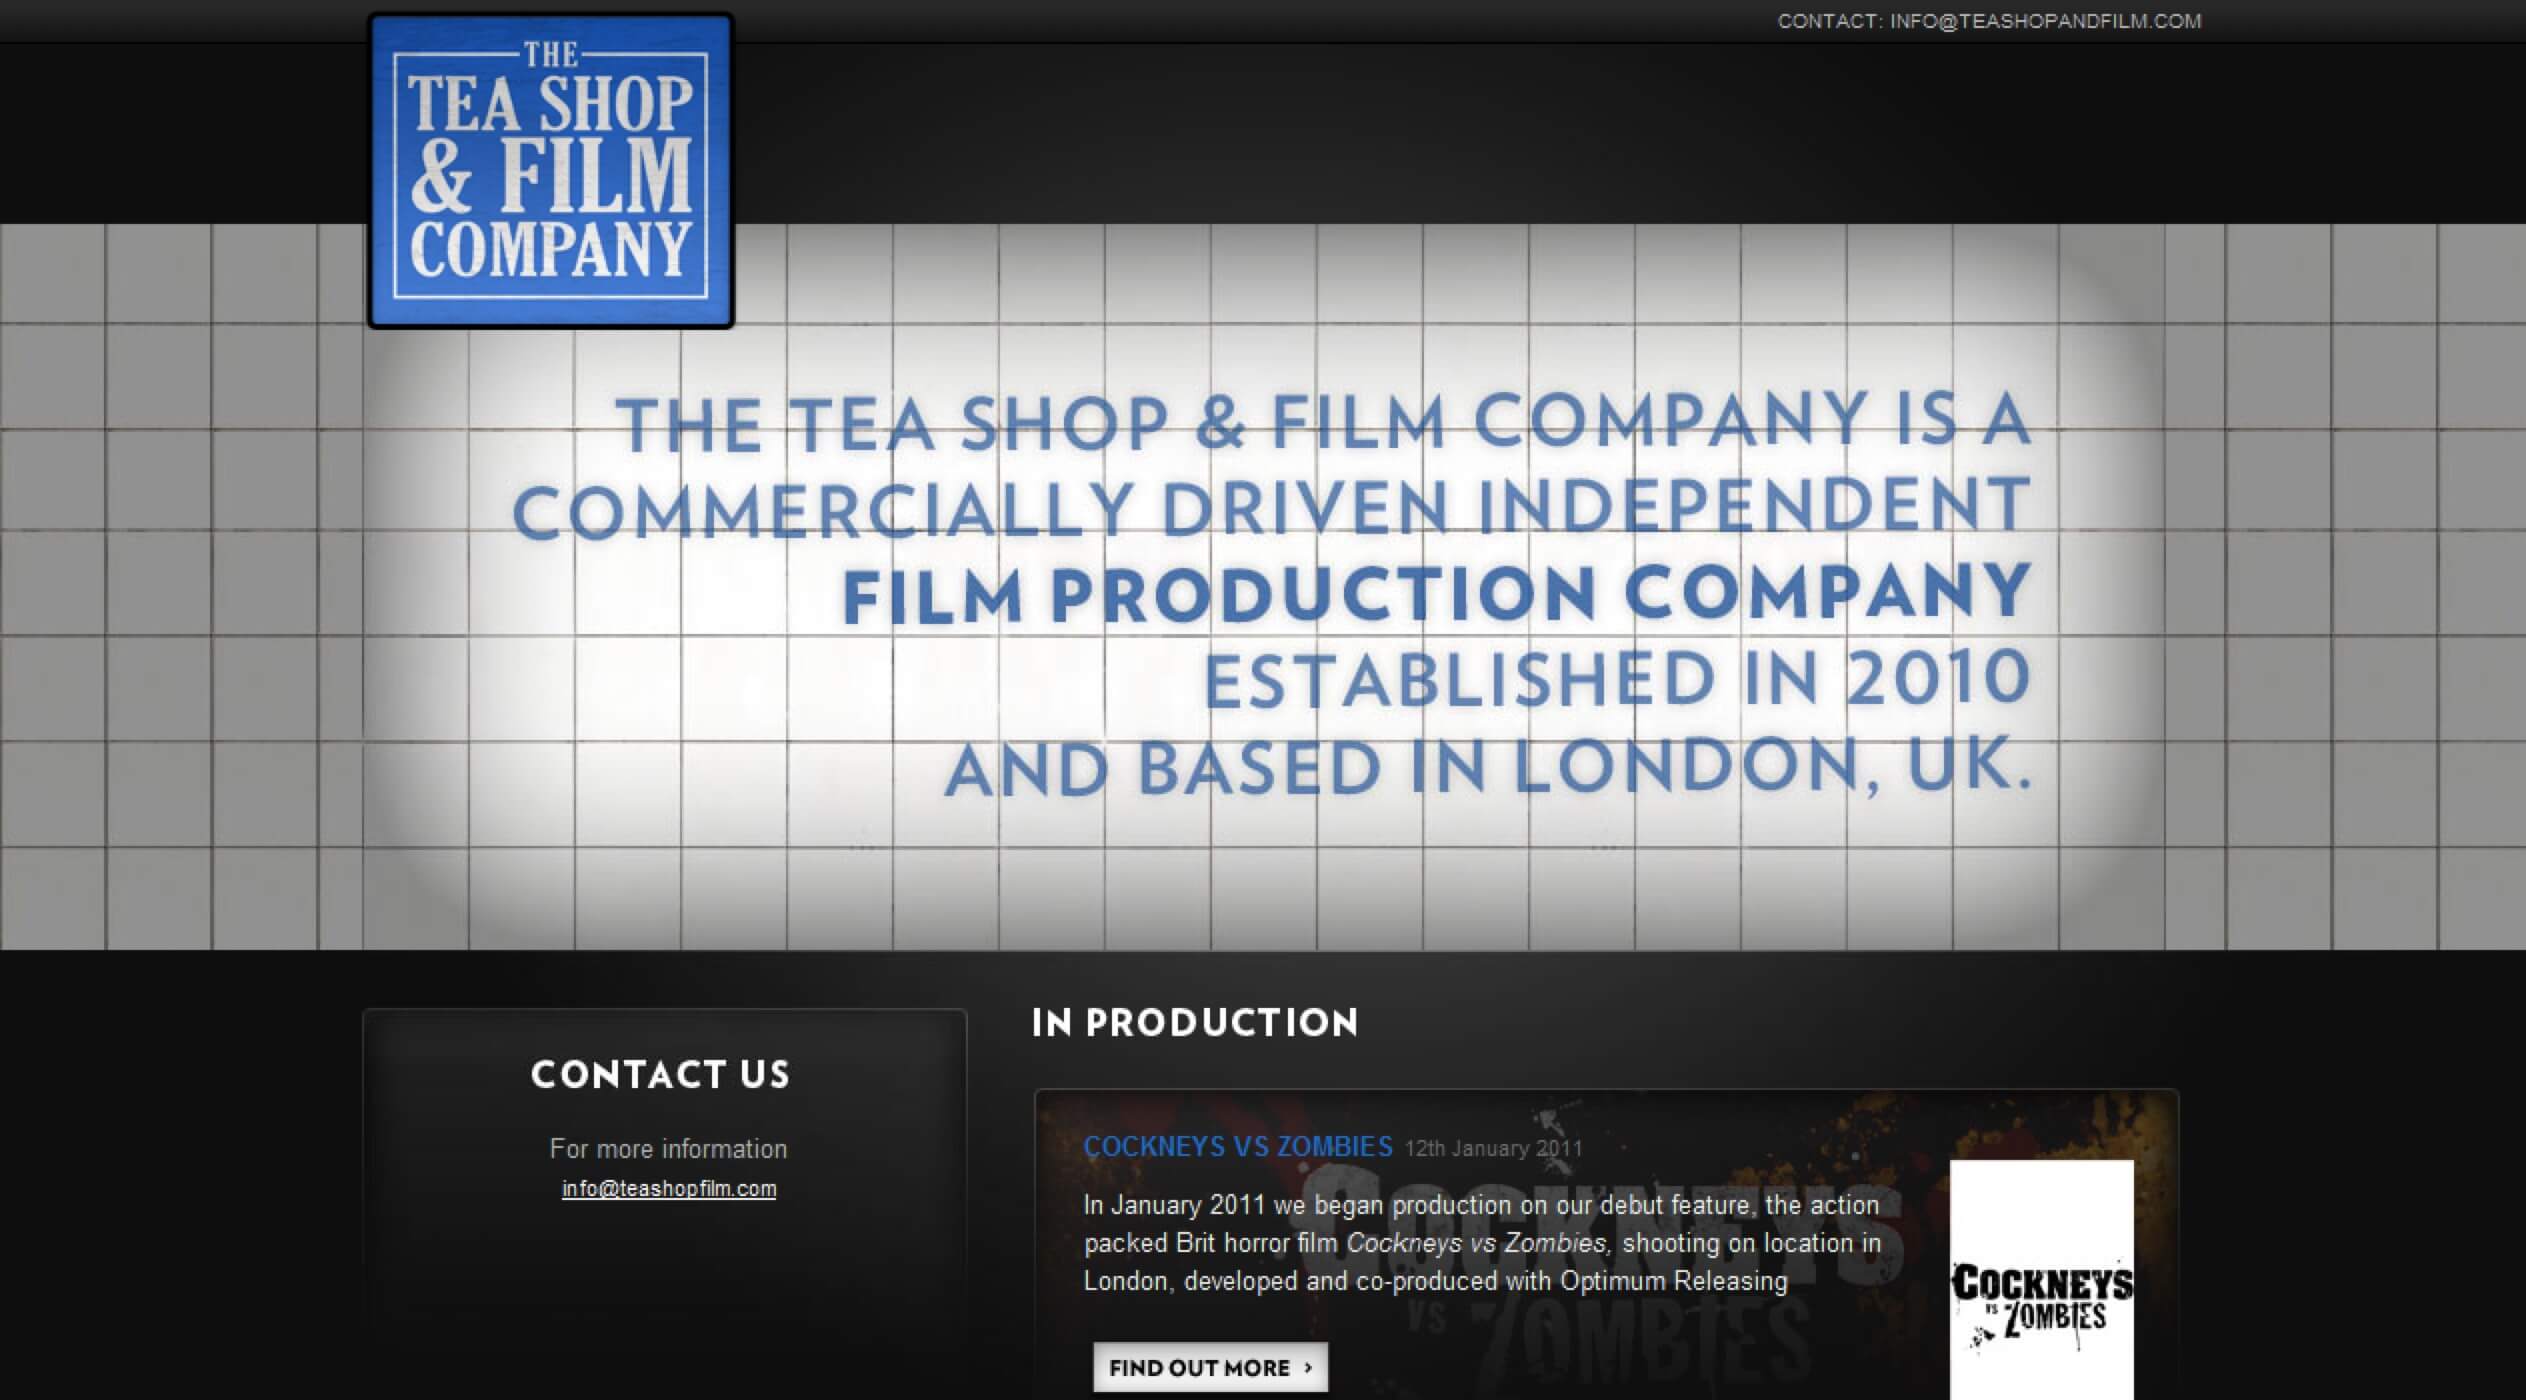 CONTACT: INFO@TEASHOPANDFILM.COM
THE
TEA SHOP
& FILM
COMPANY
THE TEA SHOP & FILM COMPANY IS A
COMMERCIALLY DRIVEN INDEPENDENT
FILM PRODUCTION COMPANY
ESTABLISHED IN 2010
AND BASED IN LONDON, UK.
CONTACT US
For more information
info@teashopfilm.com
IN PRODUCTION
COCKNEYS VS ZOMBIES 12th January 2011
In January 2011 we began production on our debut feature, the action
packed Brit horror film Cockneys vs Zombies, shooting on location in
London, developed and co-produced with Optimum Releasing
FIND OUT MORE ›
COCKNEYS
VS ZOMBIES
COCKNEYS
VS ZOMBIES